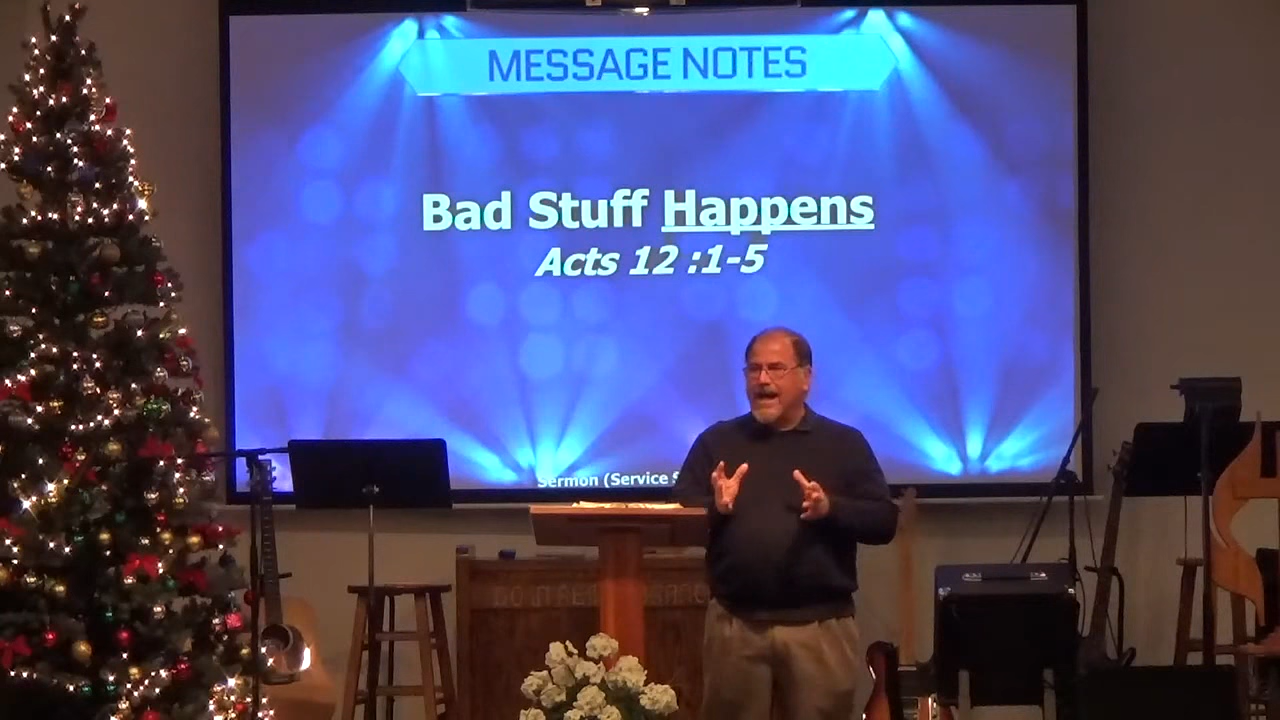 MESSAGE NOTES
Bad Stuff Happens
Acts 12 :1-5
Sermon (Service S